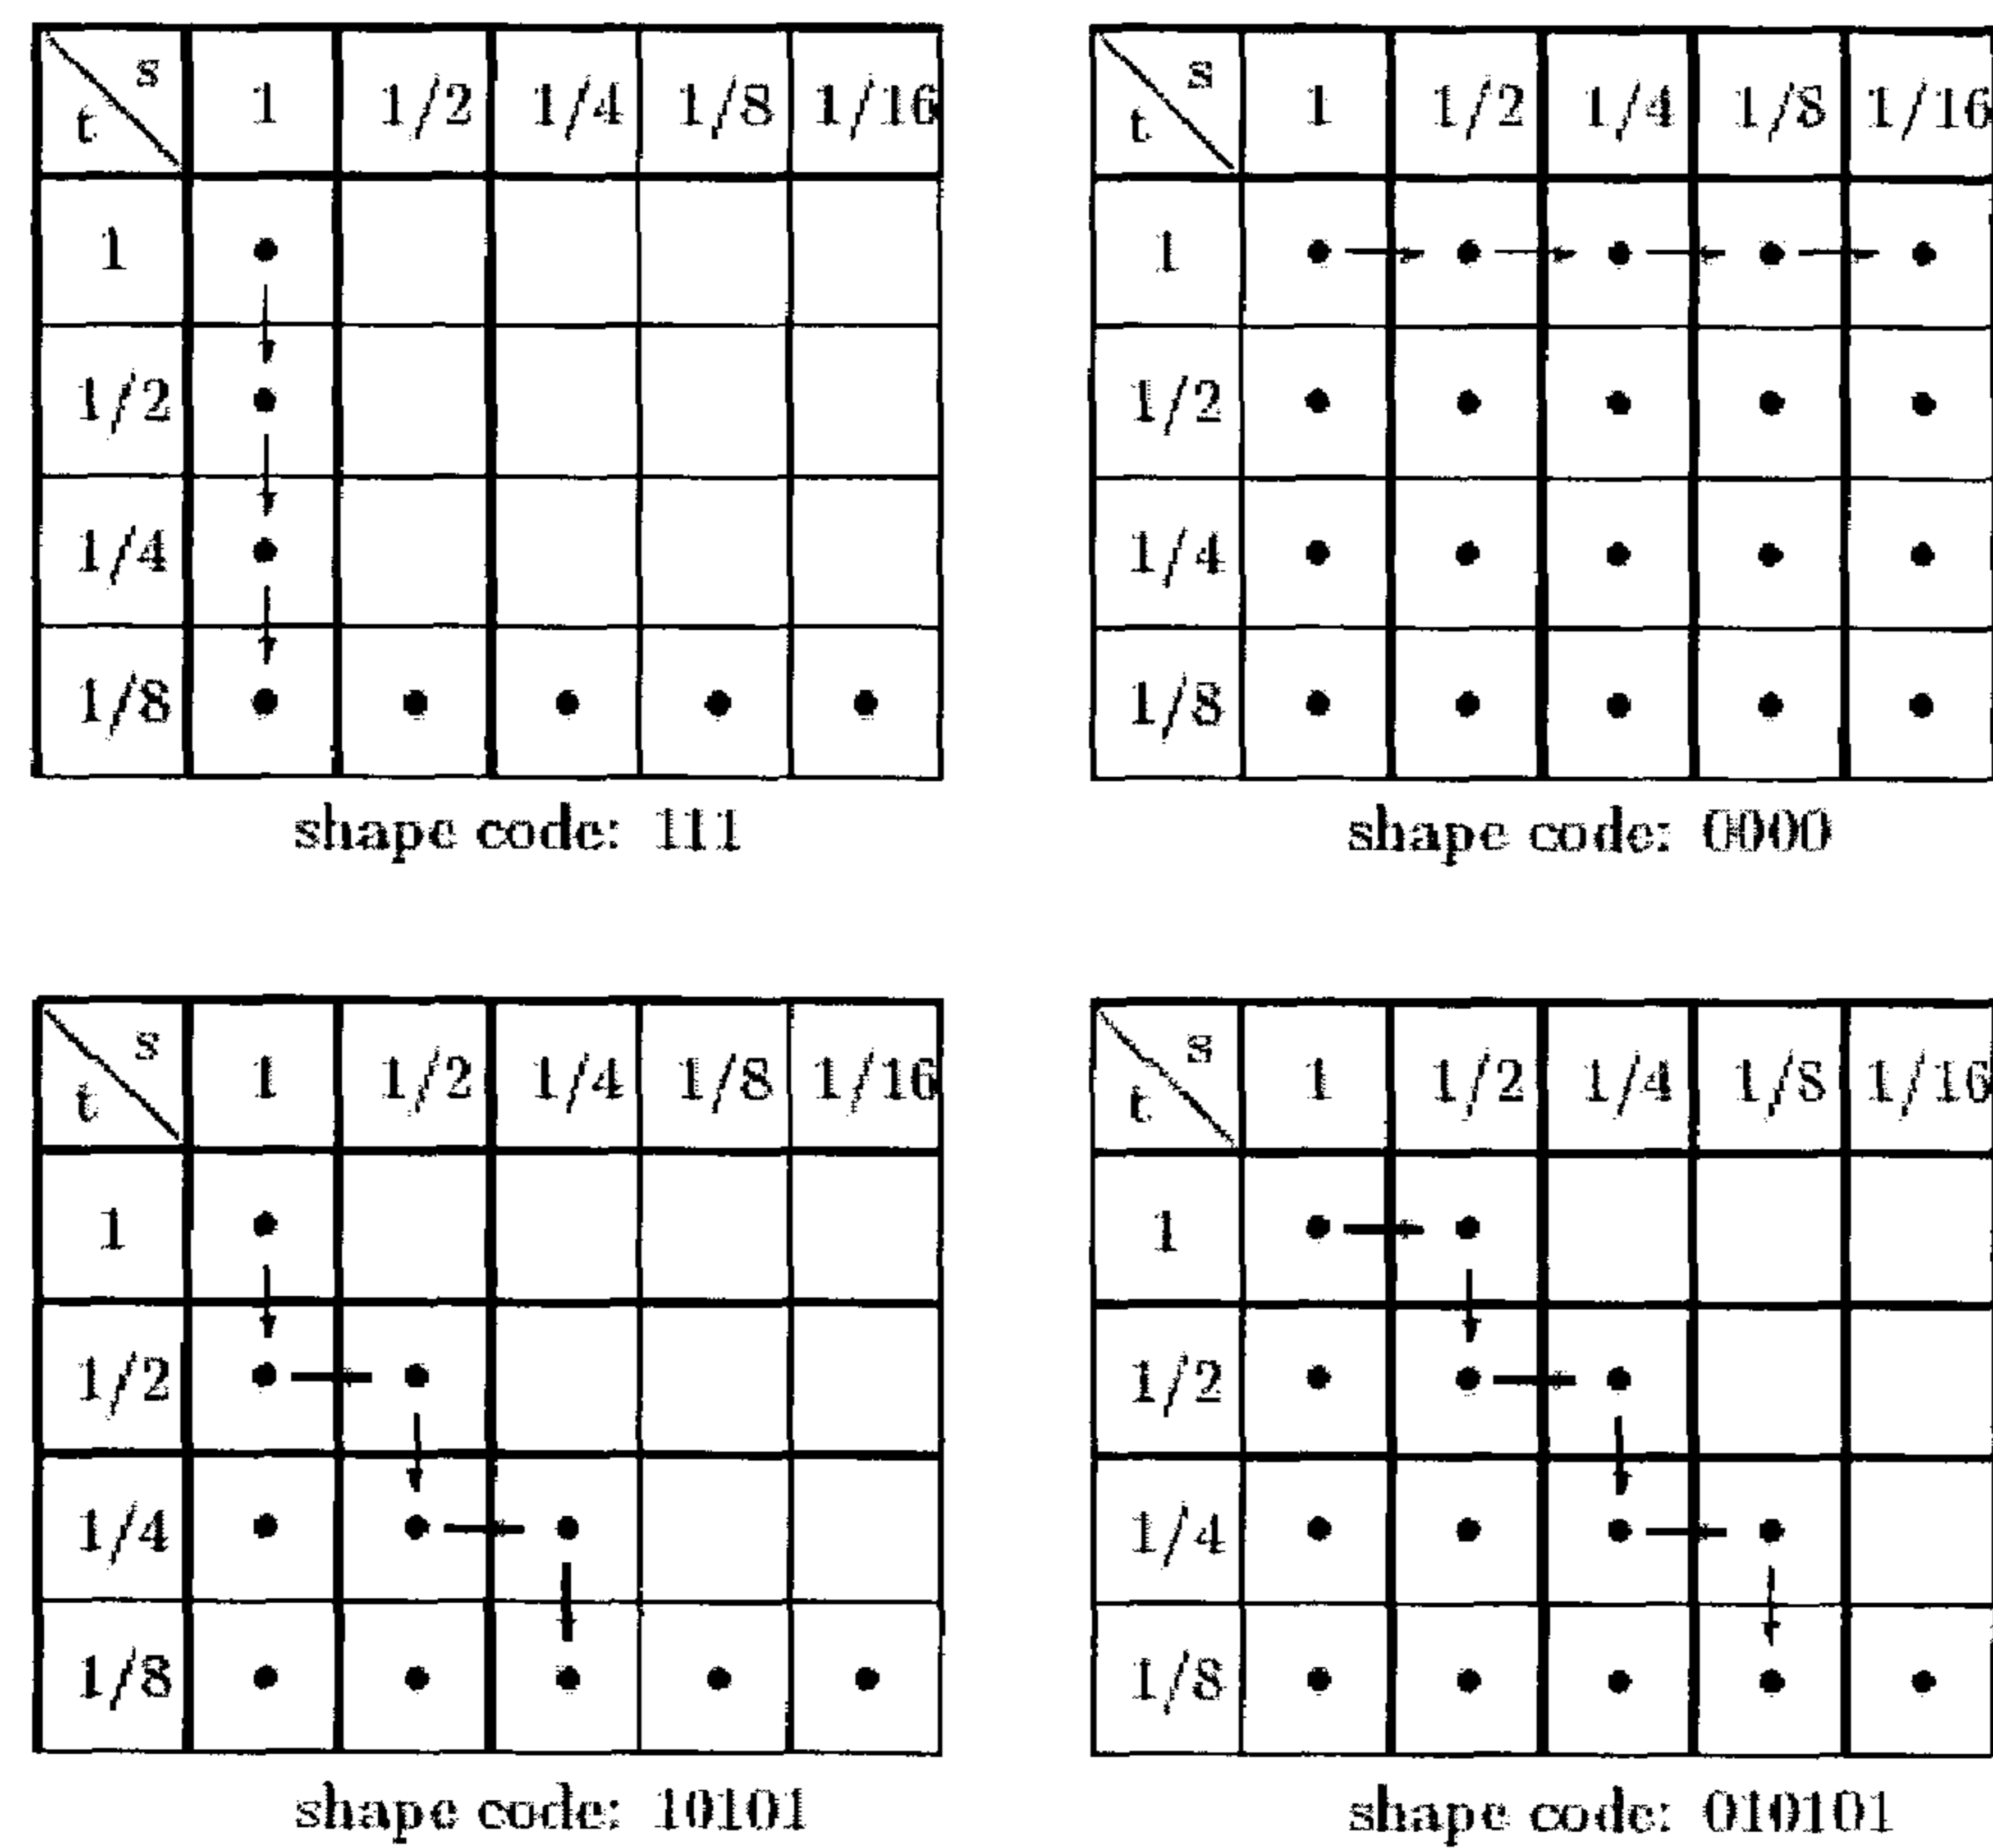 s
t 1 1/2 1/4 1/8 1/16
1
1/2
1/4
1/8
shape code: 111
s
t 1 1/2 1/4 1/8 1/16
1
1/2
1/4
1/8
shape code: 0000
s
t 1 1/2 1/4 1/8 1/16
1
1/2
1/4
1/8
shape code: 10101
s
t 1 1/2 1/4 1/8 1/16
1
1/2
1/4
1/8
shape code: 010101